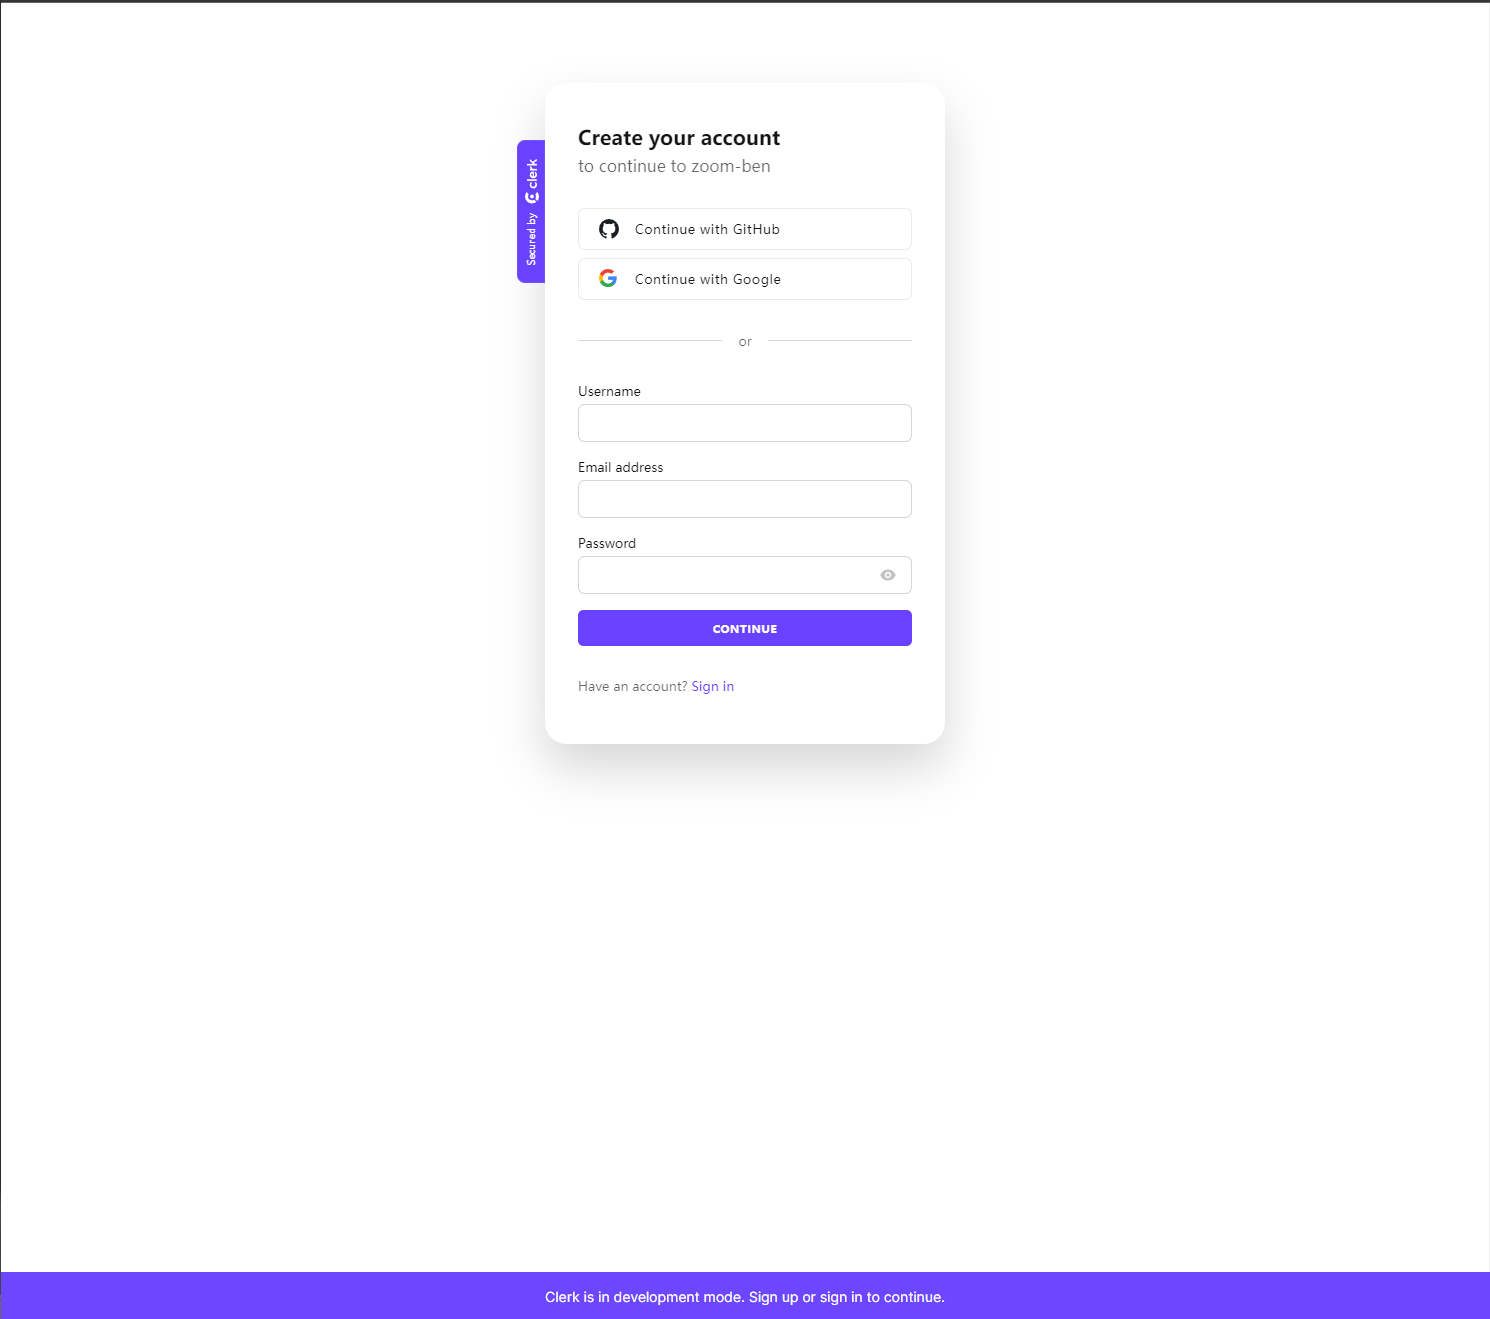 Create your account
to continue to zoom-ben
Secured by clerk
Continue with GitHub
Continue with Google
or
Username
Email address
Password
CONTINUE
Have an account? Sign in
Clerk is in development mode. Sign up or sign in to continue.